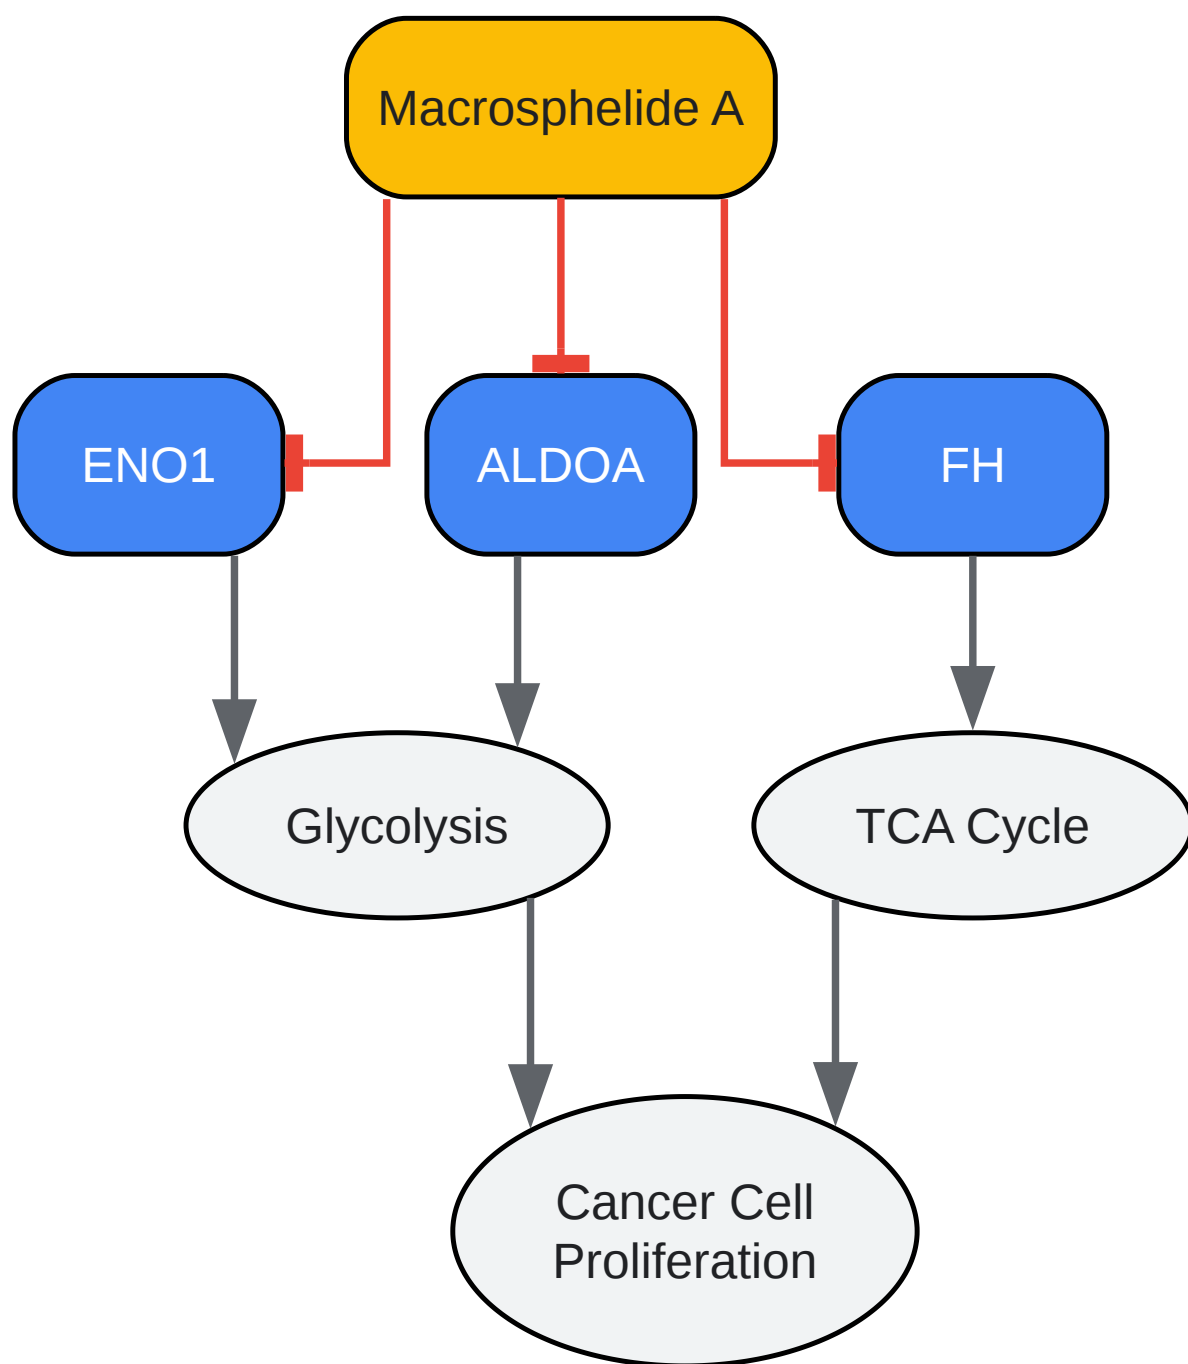 Macrosphelide A
ENO1
ALDOA
FH
Glycolysis
TCA Cycle
Cancer Cell
Proliferation